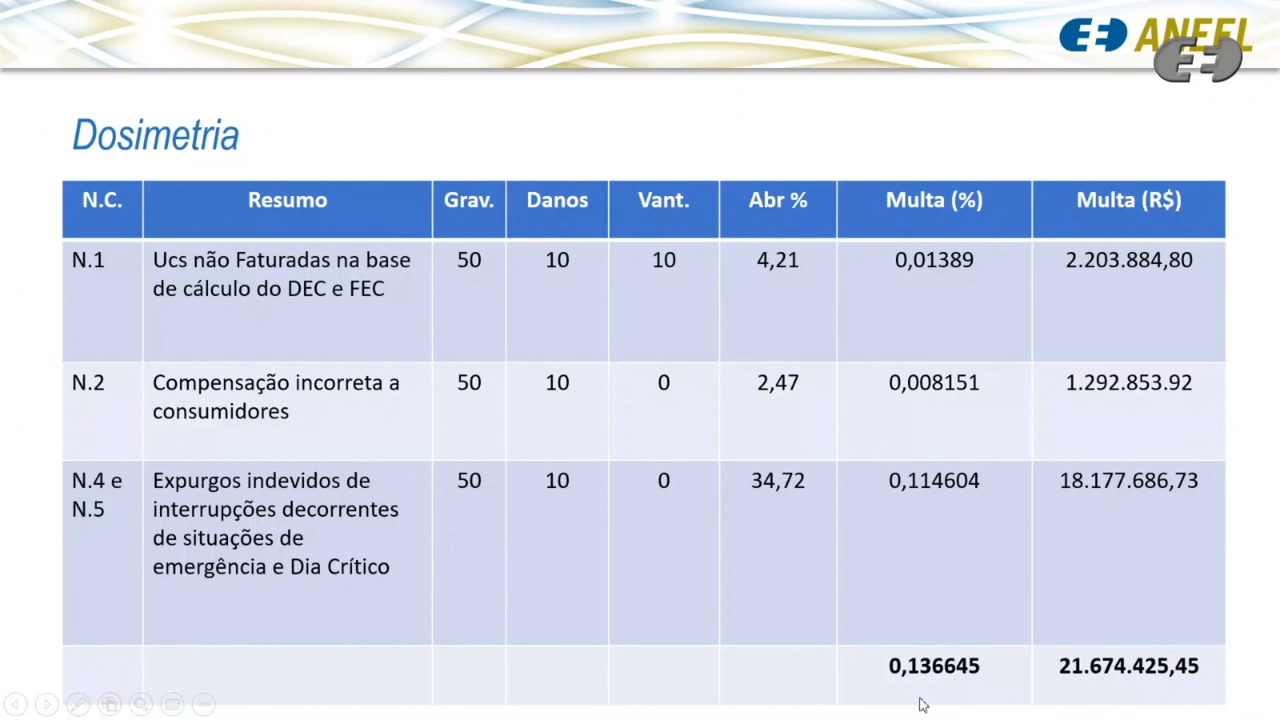 ANEEL
Dosimetria
N.C. Resumo Grav. Danos Vant. Abr % Multa (%) Multa (R$)
N.1 Ucs não Faturadas na base 50 10 10 4,21 0,01389 2.203.884,80
de cálculo do DEC e FEC
N.2 Compensação incorreta a 50 10 0 2,47 0,008151 1.292.853.92
consumidores
N.4 e Expurgos indevidos de 50 10 0 34,72 0,114604 18.177.686,73
N.5 interrupções decorrentes
de situações de
emergência e Dia Crítico
0,136645 21.674.425,45